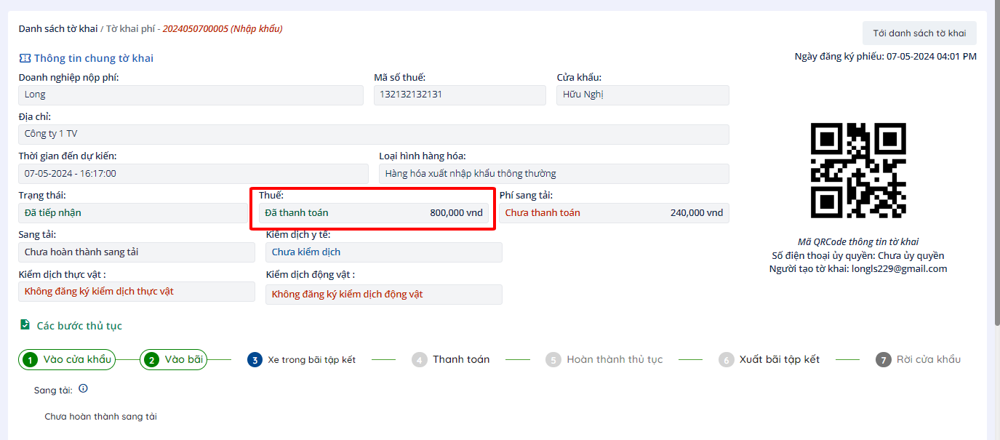 Danh sách tờ khai / Tờ khai phí - 2024050700005 (Nhập khẩu)
Tới danh sách tờ khai
Thông tin chung tờ khai
Ngày đăng ký phiếu: 07-05-2024 04:01 PM
Doanh nghiệp nộp phí: Mã số thuế: Cửa khẩu:
Long 132132132131 Hữu Nghị
Địa chỉ:
Công ty 1 TV
Thời gian đến dự kiến: Loại hình hàng hóa:
07-05-2024 - 16:17:00 Hàng hóa xuất nhập khẩu thông thường
Trạng thái: Thuế: Phí sang tải:
Đã tiếp nhận Đã thanh toán 800,000 vnd Chưa thanh toán 240,000 vnd
Sang tải: Kiểm dịch y tế:
Chưa hoàn thành sang tải Chưa kiểm dịch
Kiểm dịch thực vật : Kiểm dịch động vật :
Không đăng ký kiểm dịch thực vật Không đăng ký kiểm dịch động vật
Mã QRCode thông tin tờ khai
Số điện thoại ủy quyền: Chưa ủy quyền
Người tạo tờ khai: longls229@gmail.com
Các bước thủ tục
1 Vào cửa khẩu 2 Vào bãi 3 Xe trong bãi tập kết 4 Thanh toán 5 Hoàn thành thủ tục 6 Xuất bãi tập kết 7 Rời cửa khẩu
Sang tải:
Chưa hoàn thành sang tải